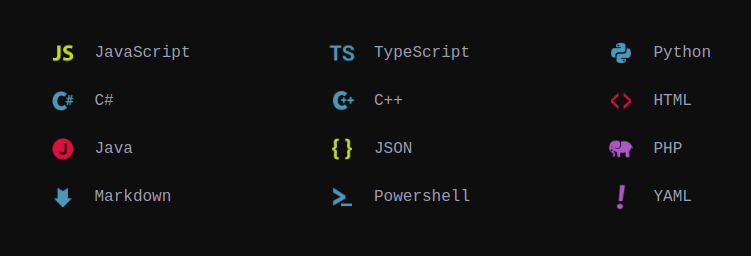 JS JavaScript TS TypeScript Python
C# C# C++ C++ <> HTML
J Java {} JSON PHP
Markdown >_ Powershell ! YAML